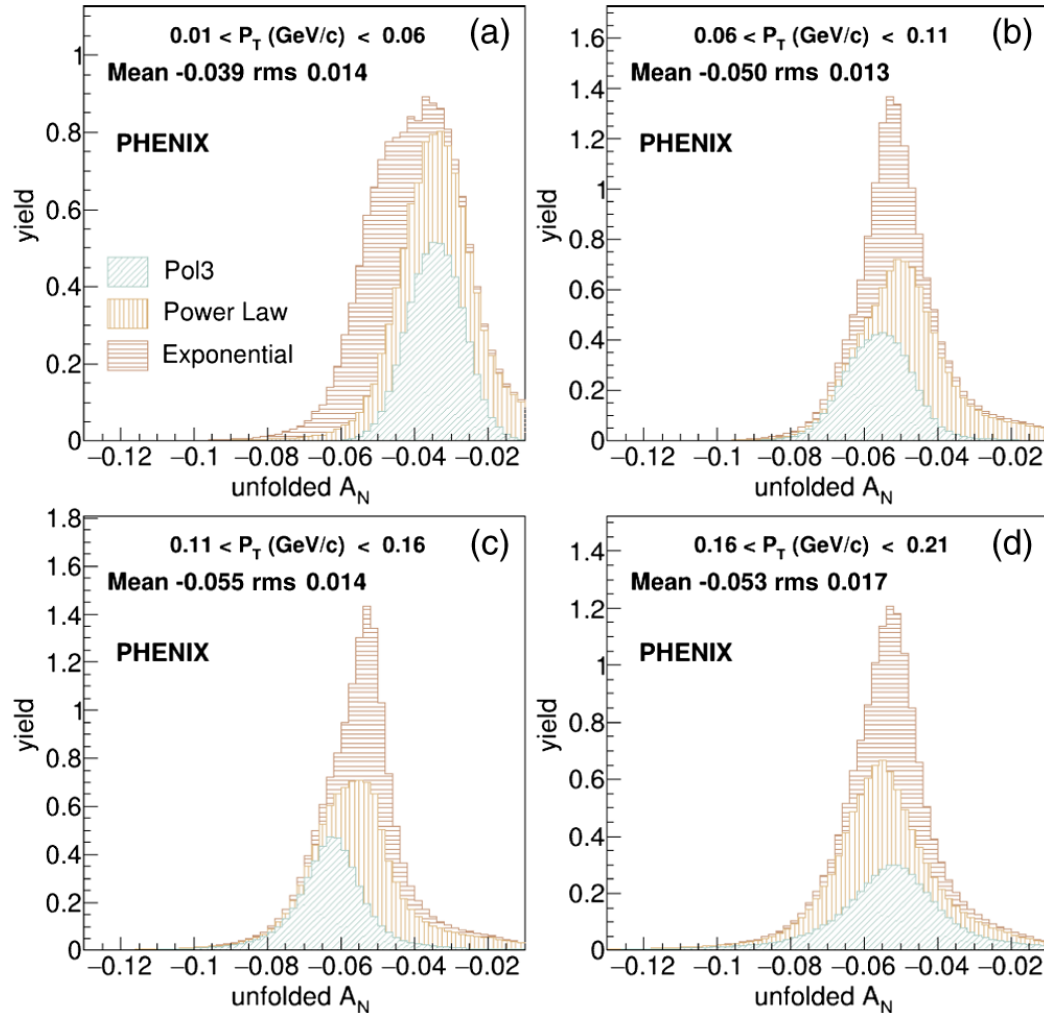 0.01 < P_T (GeV/c) < 0.06 (a)
Mean -0.039 rms 0.014
PHENIX
Pol3
Power Law
Exponential
yield
1
0.8
0.6
0.4
0.2
0
−0.12 −0.1 −0.08 −0.06 −0.04 −0.02
unfolded A_N
0.06 < P_T (GeV/c) < 0.11 (b)
Mean -0.050 rms 0.013
PHENIX
yield
1.6
1.4
1.2
1
0.8
0.6
0.4
0.2
0
−0.12 −0.1 −0.08 −0.06 −0.04 −0.02
unfolded A_N
0.11 < P_T (GeV/c) < 0.16 (c)
Mean -0.055 rms 0.014
PHENIX
yield
1.8
1.6
1.4
1.2
1
0.8
0.6
0.4
0.2
0
−0.12 −0.1 −0.08 −0.06 −0.04 −0.02
unfolded A_N
0.16 < P_T (GeV/c) < 0.21 (d)
Mean -0.053 rms 0.017
PHENIX
yield
1.4
1.2
1
0.8
0.6
0.4
0.2
0
−0.12 −0.1 −0.08 −0.06 −0.04 −0.02
unfolded A_N